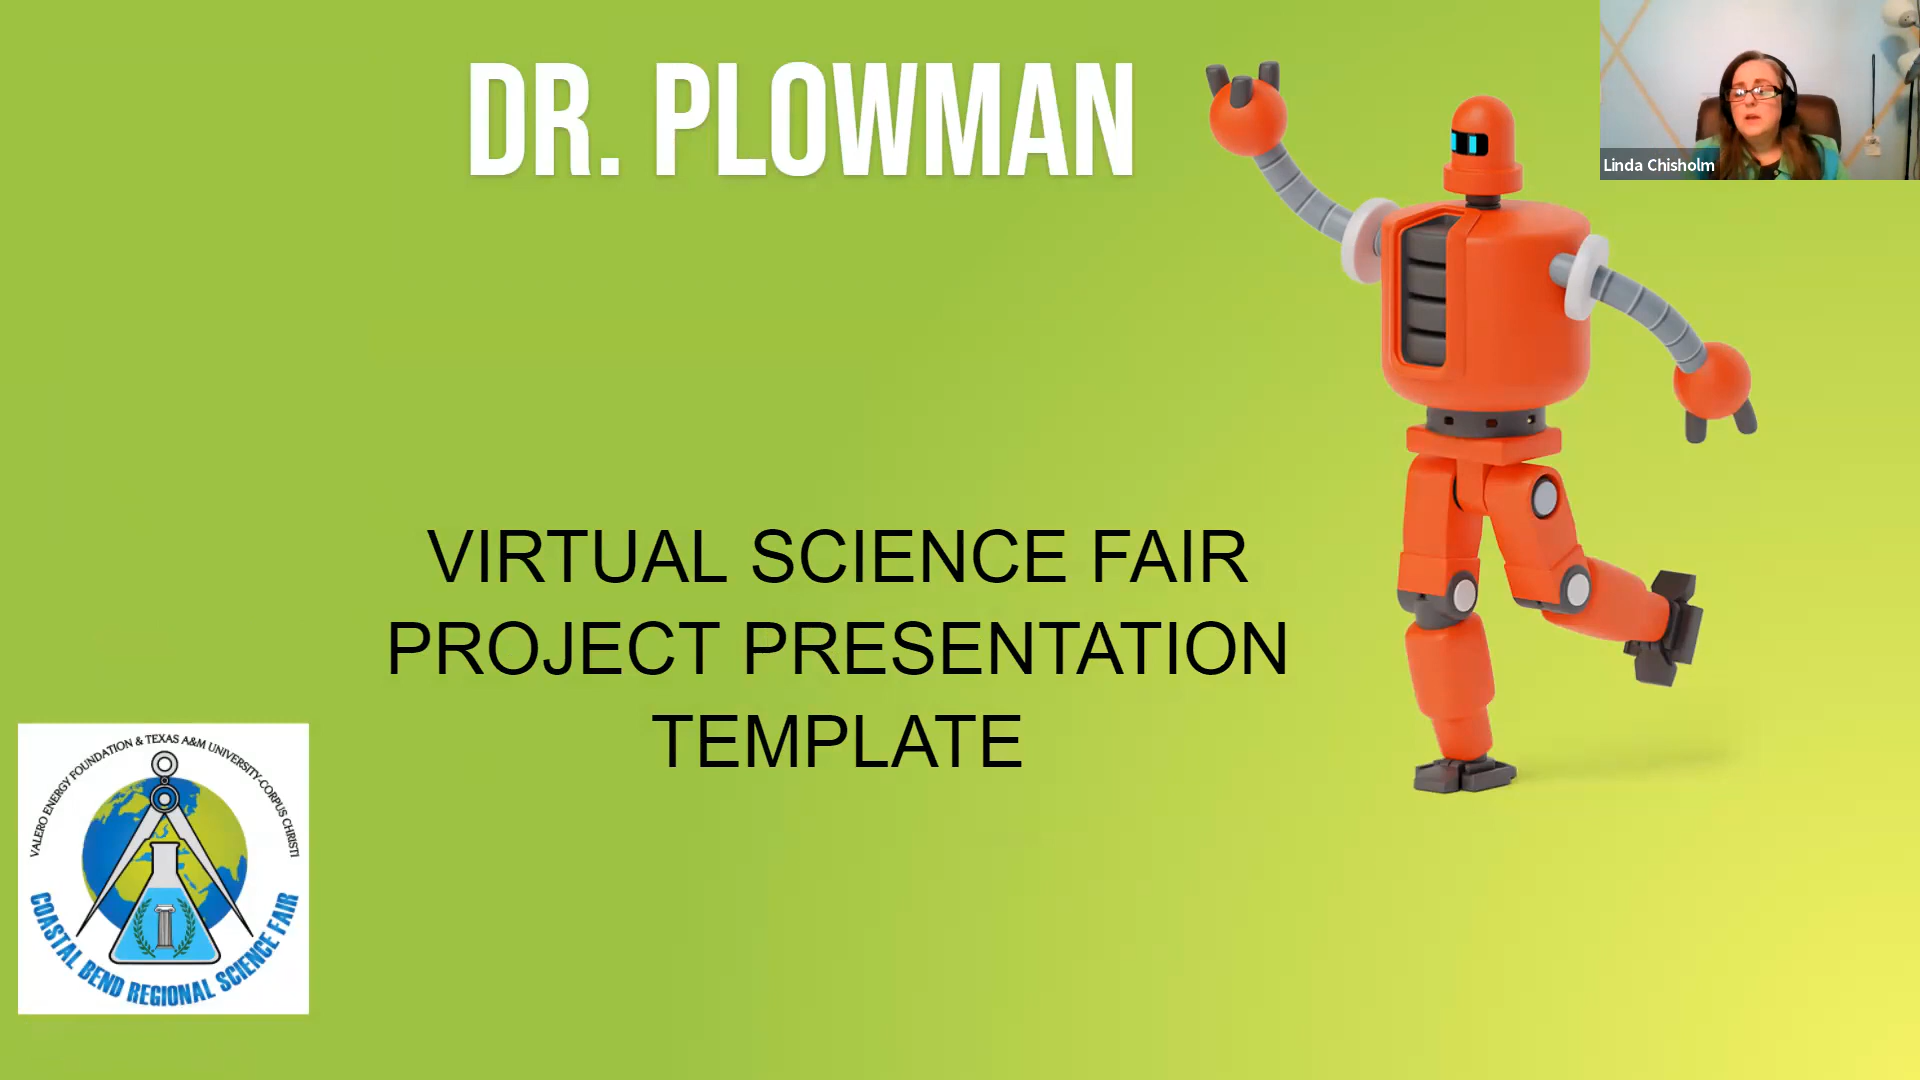 DR. PLOWMAN
Linda Chisholm
VIRTUAL SCIENCE FAIR
PROJECT PRESENTATION
TEMPLATE
VALERO ENERGY FOUNDATION & TEXAS A&M UNIVERSITY-CORPUS CHRISTI
COASTAL BEND REGIONAL SCIENCE FAIR